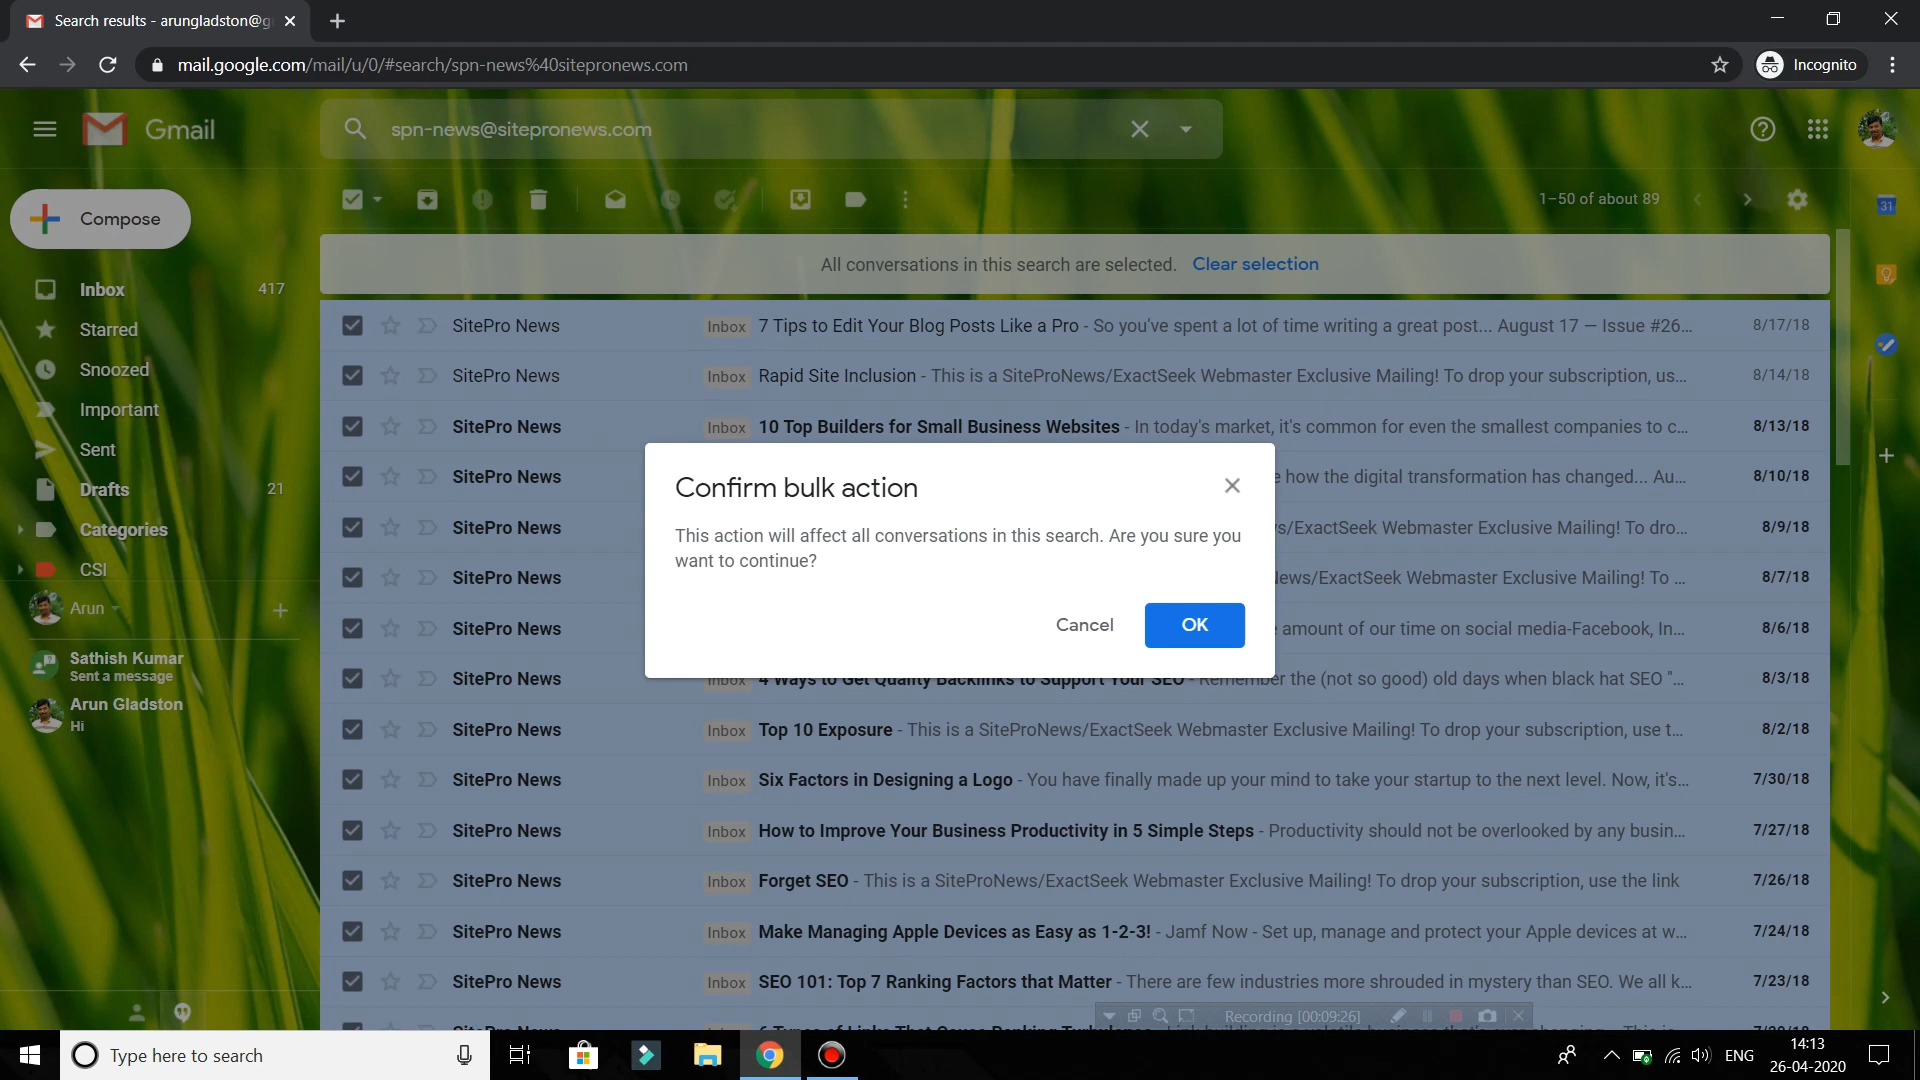 Search results - arungladston@g
mail.google.com/mail/u/0/#search/spn-news%40sitepronews.com
Incognito
Gmail
spn-news@sitepronews.com
Compose
1–50 of about 89
31
All conversations in this search are selected. Clear selection
Inbox 417
Starred
Snoozed
Important
Sent
Drafts 21
Categories
CSI
Arun
Sathish Kumar
Sent a message
Arun Gladston
Hi
SitePro News Inbox 7 Tips to Edit Your Blog Posts Like a Pro - So you've spent a lot of time writing a great post... August 17 — Issue #26... 8/17/18
SitePro News Inbox Rapid Site Inclusion - This is a SiteProNews/ExactSeek Webmaster Exclusive Mailing! To drop your subscription, us... 8/14/18
SitePro News Inbox 10 Top Builders for Small Business Websites - In today's market, it's common for even the smallest companies to c... 8/13/18
SitePro News how the digital transformation has changed... Au... 8/10/18
SitePro News s/ExactSeek Webmaster Exclusive Mailing! To dro... 8/9/18
SitePro News ews/ExactSeek Webmaster Exclusive Mailing! To ... 8/7/18
SitePro News amount of our time on social media-Facebook, In... 8/6/18
SitePro News Inbox 4 Ways to Get Quality Backlinks to Support Your SEO - Remember the (not so good) old days when black hat SEO "... 8/3/18
SitePro News Inbox Top 10 Exposure - This is a SiteProNews/ExactSeek Webmaster Exclusive Mailing! To drop your subscription, use t... 8/2/18
SitePro News Inbox Six Factors in Designing a Logo - You have finally made up your mind to take your startup to the next level. Now, it's... 7/30/18
SitePro News Inbox How to Improve Your Business Productivity in 5 Simple Steps - Productivity should not be overlooked by any busin... 7/27/18
SitePro News Inbox Forget SEO - This is a SiteProNews/ExactSeek Webmaster Exclusive Mailing! To drop your subscription, use the link 7/26/18
SitePro News Inbox Make Managing Apple Devices as Easy as 1-2-3! - Jamf Now - Set up, manage and protect your Apple devices at w... 7/24/18
SitePro News Inbox SEO 101: Top 7 Ranking Factors that Matter - There are few industries more shrouded in mystery than SEO. We all k... 7/23/18
Confirm bulk action
This action will affect all conversations in this search. Are you sure you
want to continue?
Cancel OK
Recording [00:09:26]
Type here to search
ENG
14:13
26-04-2020